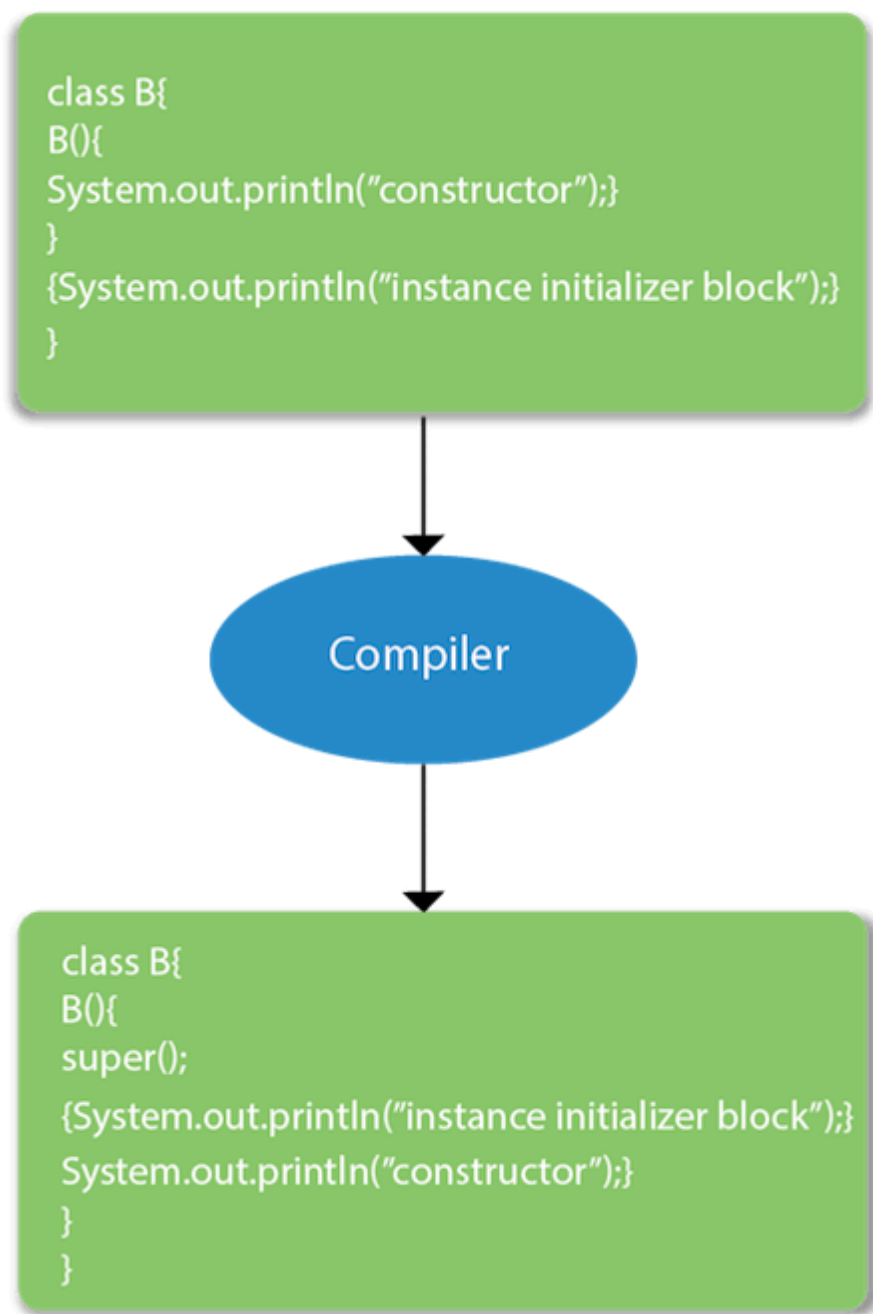 class B{
B(){
System.out.println("constructor");}
}
{System.out.println("instance initializer block");}
}
Compiler
class B{
B(){
super();
{System.out.println("instance initializer block");}
System.out.println("constructor");}
}
}